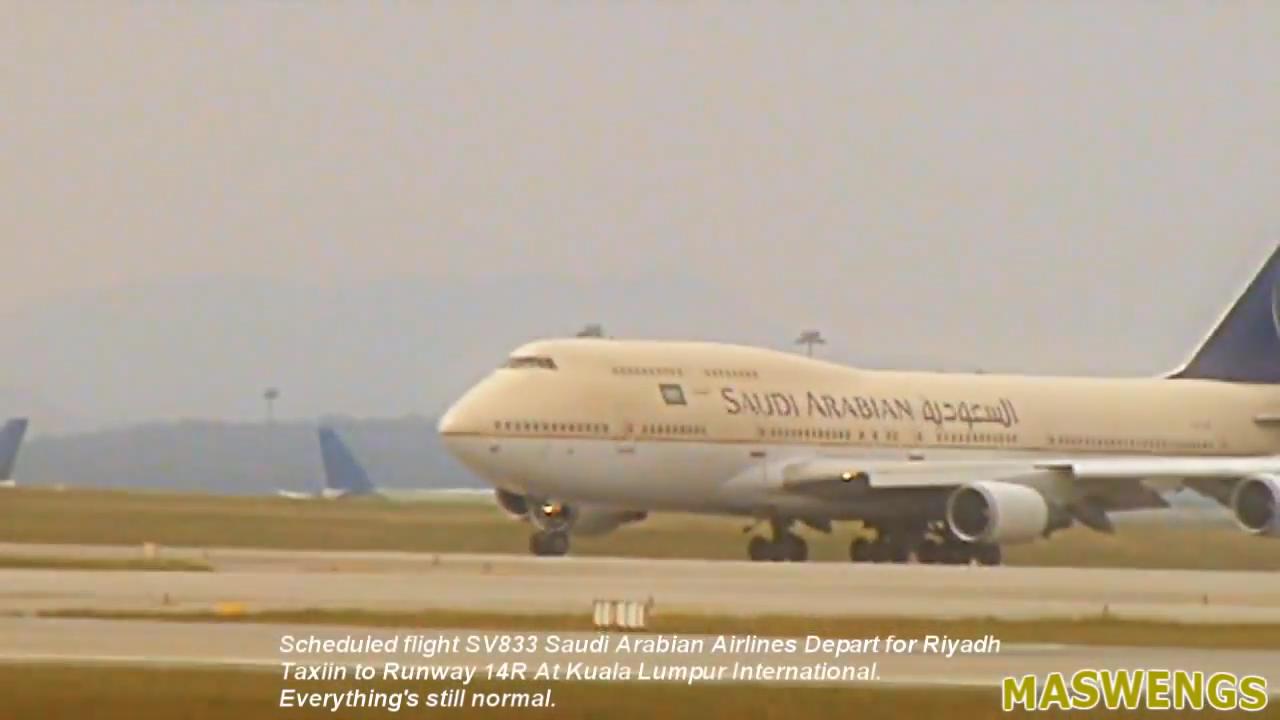 SAUDI ARABIAN السعودية
Scheduled flight SV833 Saudi Arabian Airlines Depart for Riyadh
Taxiin to Runway 14R At Kuala Lumpur International.
Everything's still normal.
MASWENGS